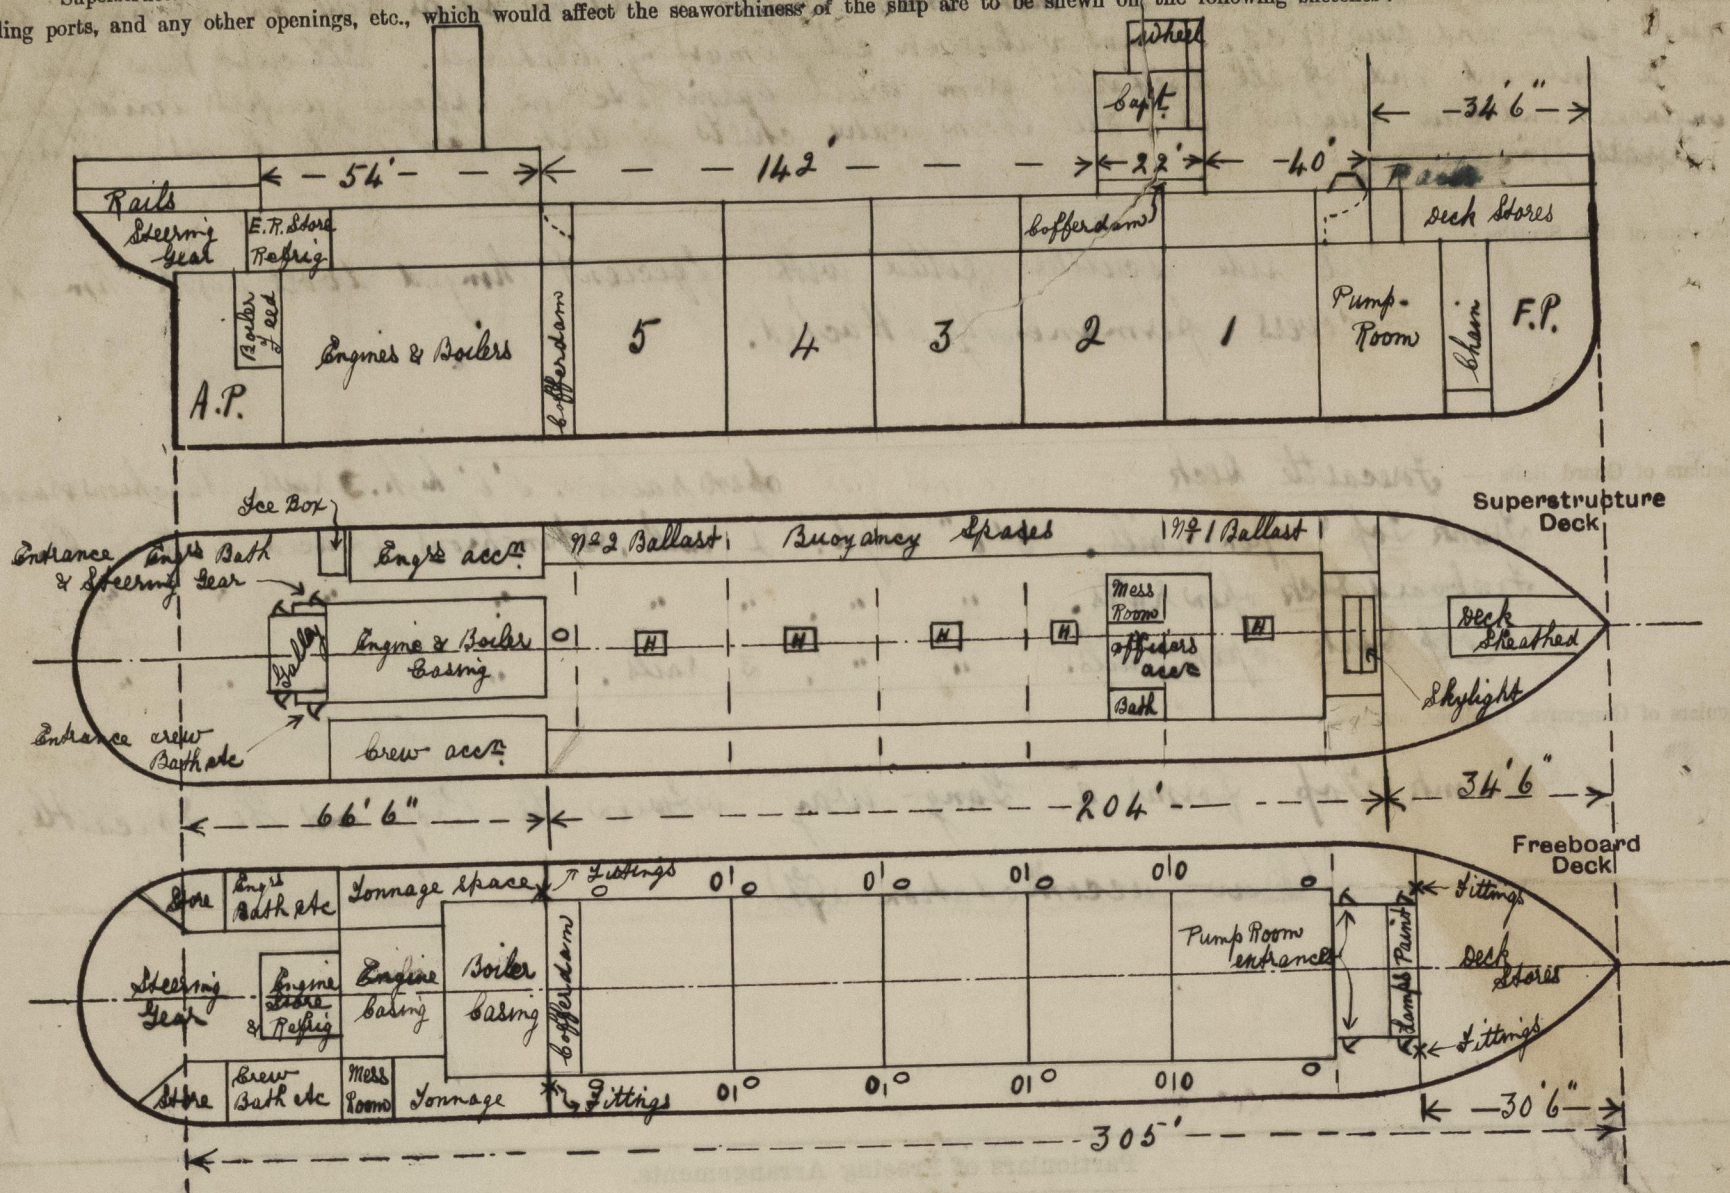 ling ports, and any other openings, etc., which would affect the seaworthiness of the ship are to be shewn on the following
Wheel
Capt.
34'6"
54'
142'
22'
40'
Rails
Rails
Steering
Gear
E.R. Store
Refrig
Cofferdam
Deck Stores
Boiler
Feed
Engines & Boilers
Cofferdam
5
4
3
2
1
Pump-
Room
Chain
F.P.
A.P.
Superstructure
Deck
Ice Box
Entrance Engrs Bath
& Steering Gear
Engrs accn.
No 2 Ballast
Buoyancy Spaces
No 1 Ballast
Galley
Engine & Boiler
Casing
H
H
H
H
Mess
Room
Officers
acce
Bath
H
Deck
Sheathed
Skylight
Entrance crew
Bath etc
Crew accn.
66'6"
204'
34'6"
Freeboard
Deck
Store
Engrs
Bath etc
Tonnage space
Fittings
Fittings
Steering
Gear
Engine
Store
& Refrig
Engine
Casing
Boiler
Casing
Cofferdam
Pump Room
entrances
Lamps Paint
Deck
Stores
Fittings
Store
Crew
Bath etc
Mess
Room
Tonnage
Fittings
30'6"
305'